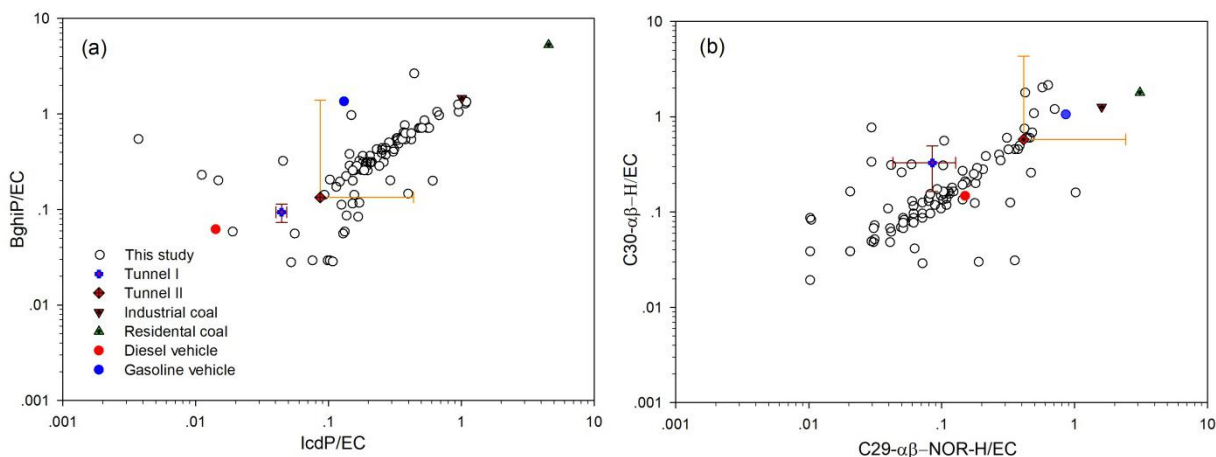 (a)
10
1
.1
.01
.001
BghiP/EC
This study
Tunnel I
Tunnel II
Industrial coal
Residental coal
Diesel vehicle
Gasoline vehicle
.001 .01 .1 1 10
IcdP/EC
(b)
10
1
.1
.01
.001
C30-αβ–H/EC
.001 .01 .1 1 10
C29-αβ–NOR-H/EC